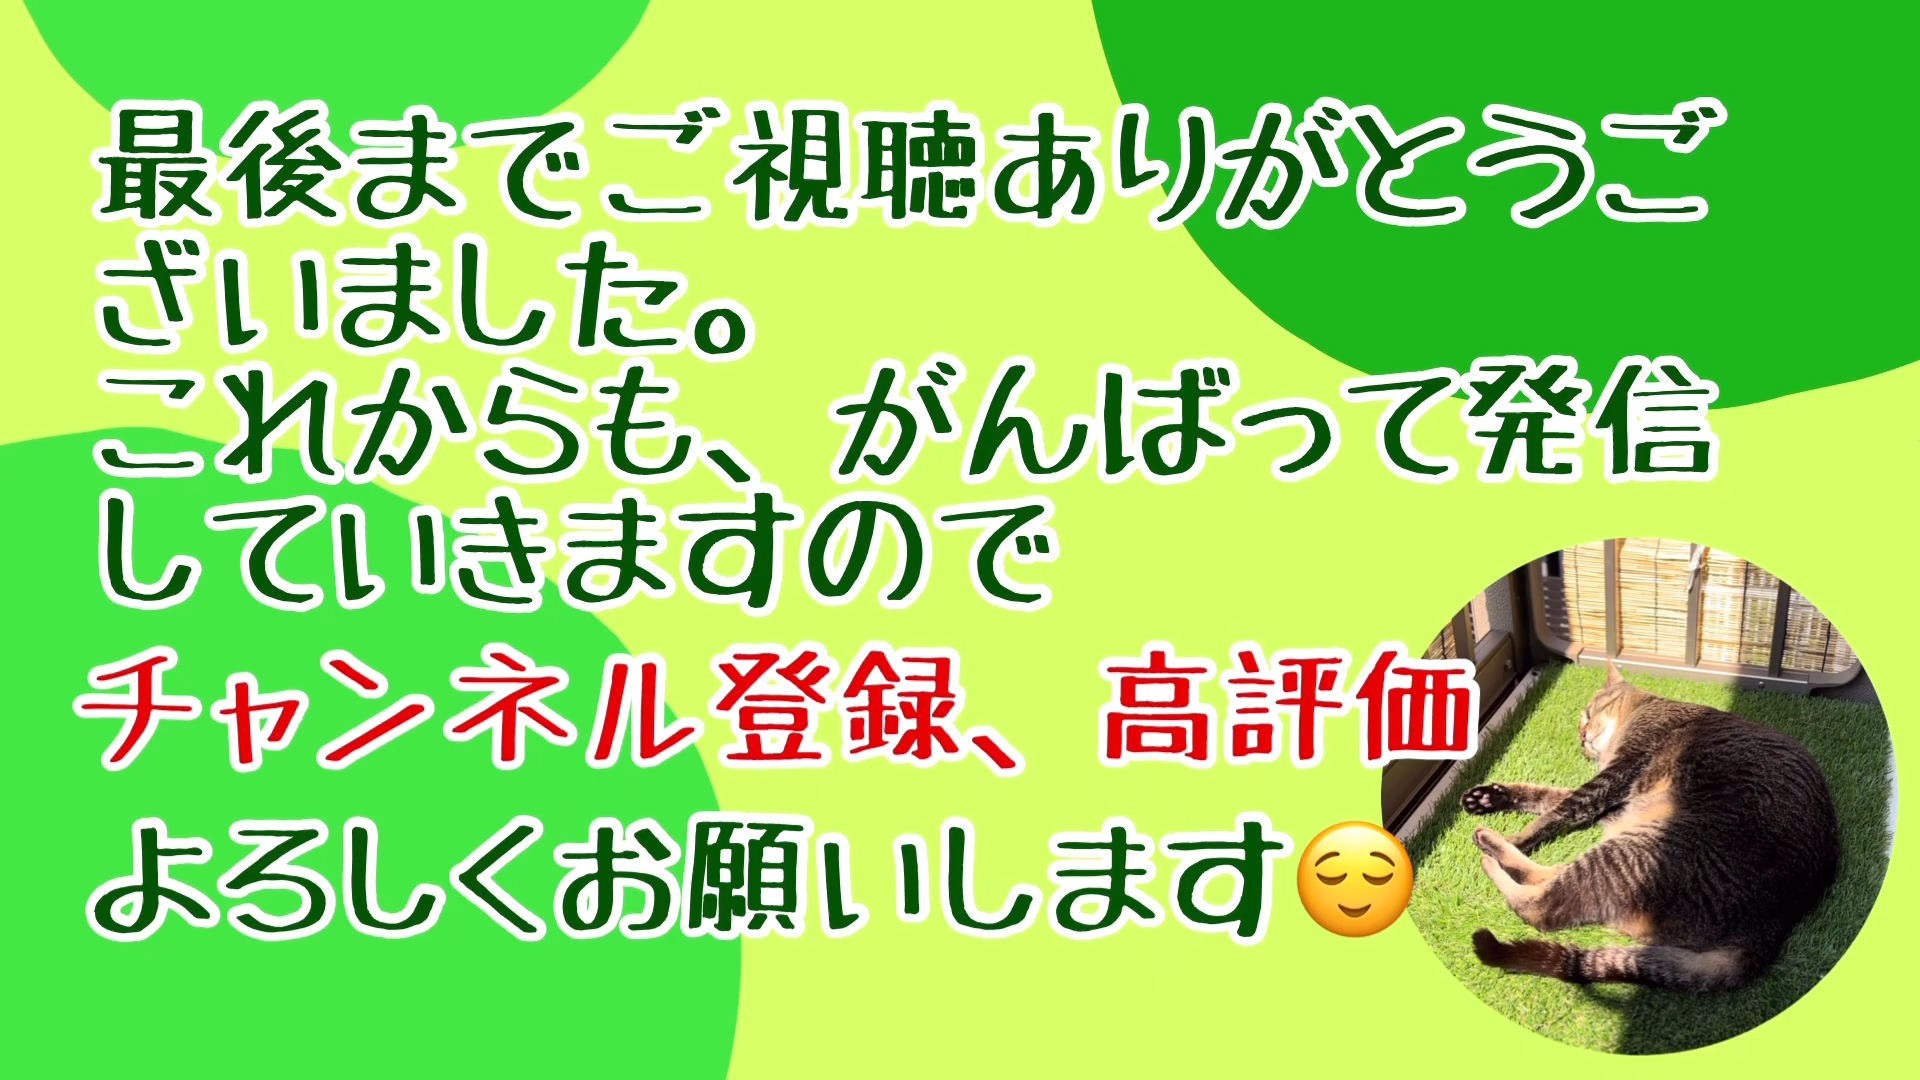 最後までご視聴ありがとうご
ざいました。
これからも、がんばって発信
していきますので
チャンネル登録、高評価
よろしくお願いします😌